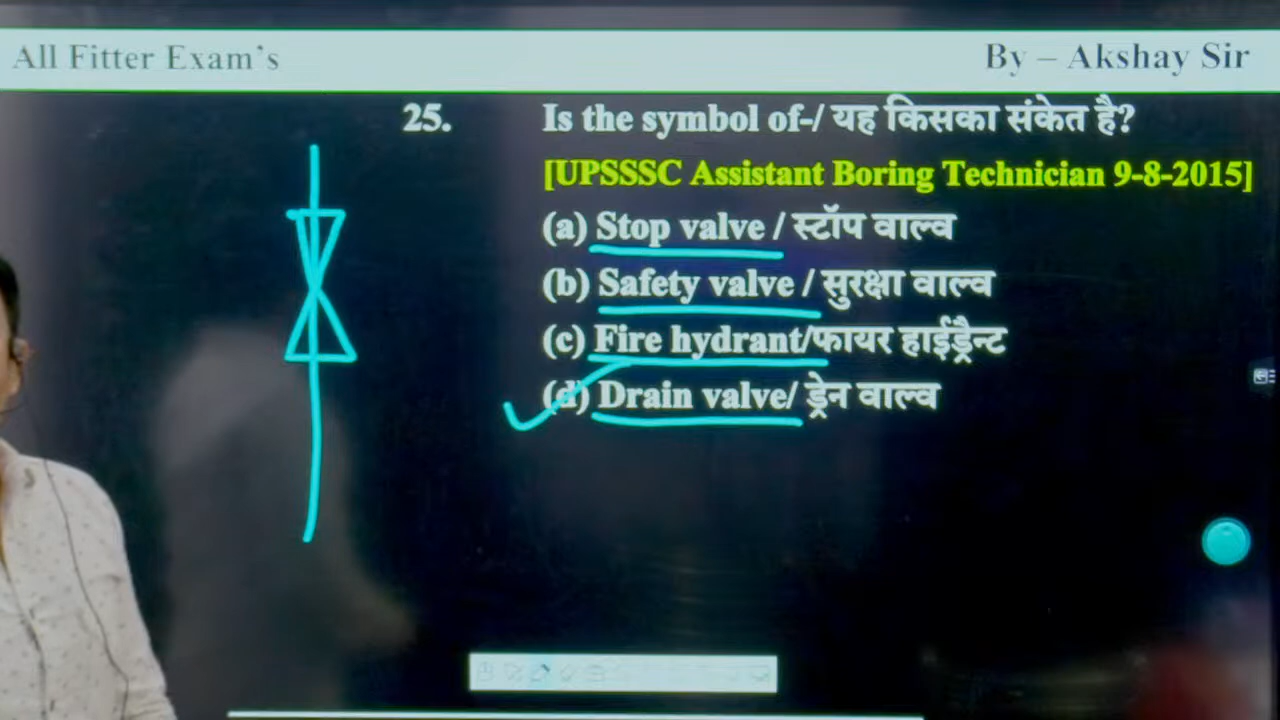 All Fitter Exam's
By – Akshay Sir
25. Is the symbol of-/ यह किसका संकेत है?
[UPSSSC Assistant Boring Technician 9-8-2015]
(a) Stop valve / स्टॉप वाल्व
(b) Safety valve / सुरक्षा वाल्व
(c) Fire hydrant/फायर हाईड्रैन्ट
(d) Drain valve/ ड्रेन वाल्व